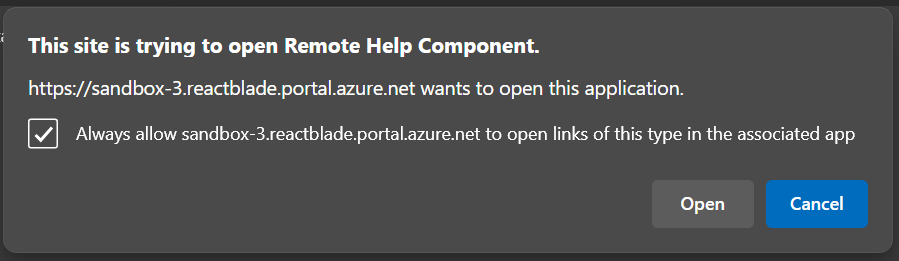 This site is trying to open Remote Help Component.
https://sandbox-3.reactblade.portal.azure.net wants to open this application.
Always allow sandbox-3.reactblade.portal.azure.net to open links of this type in the associated app
Open
Cancel